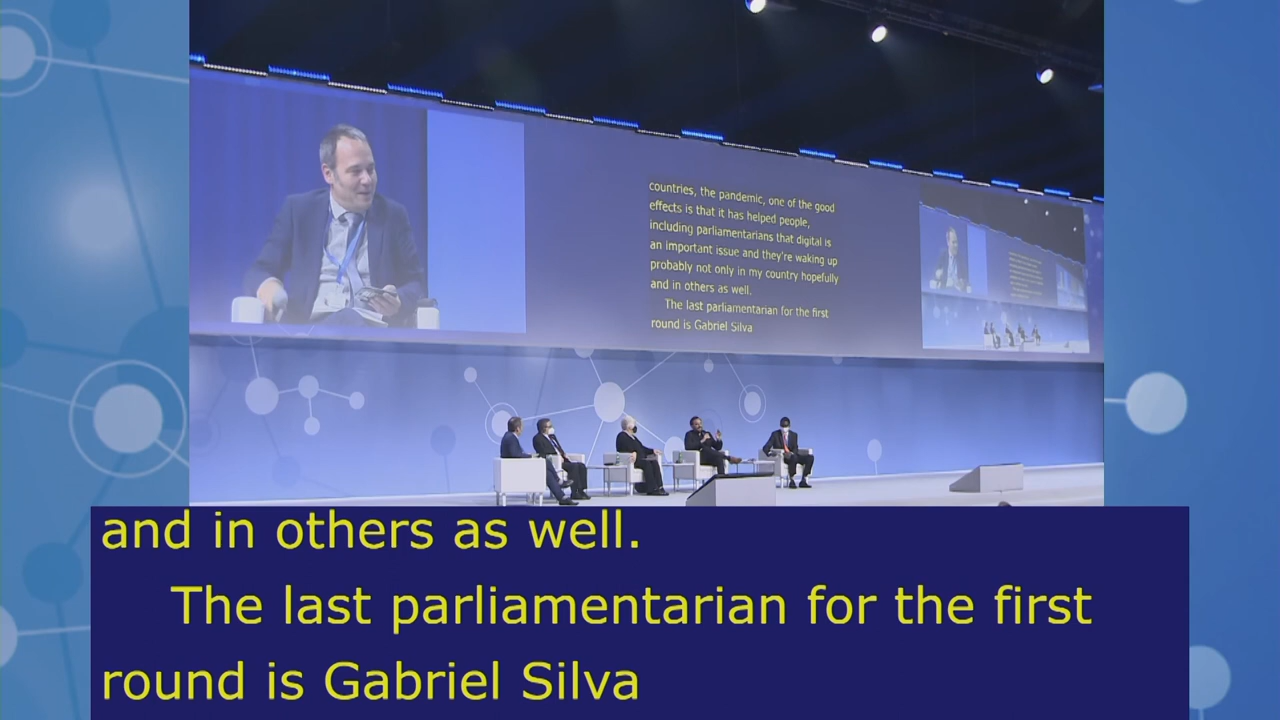 countries, the pandemic, one of the good
effects is that it has helped people,
including parliamentarians that digital is
an important issue and they're waking up
probably not only in my country hopefully
and in others as well.
The last parliamentarian for the first
round is Gabriel Silva
and in others as well.
The last parliamentarian for the first
round is Gabriel Silva